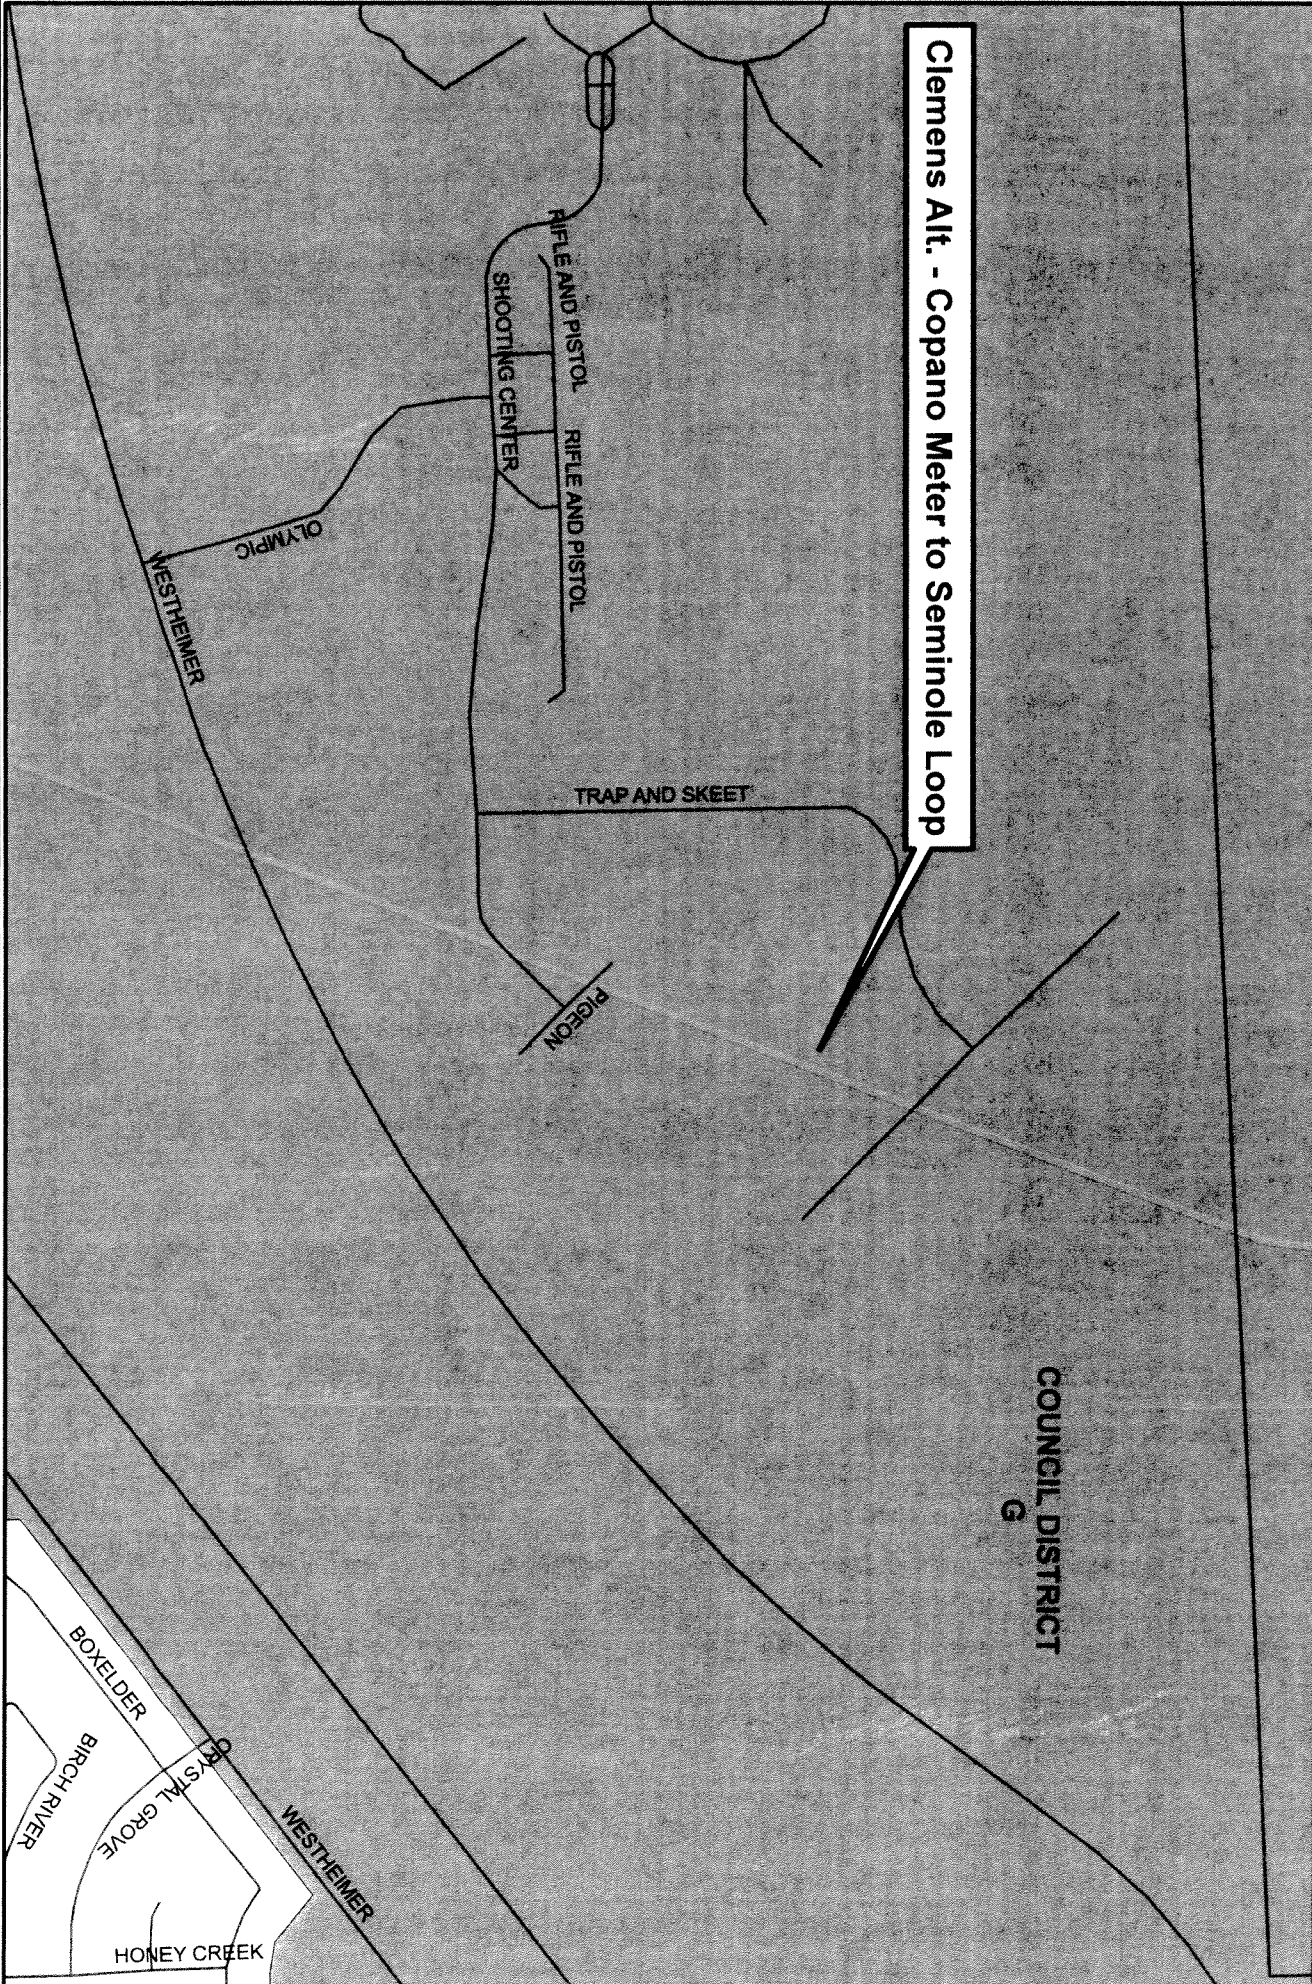 Clemens Alt. - Copano Meter to Seminole Loop
COUNCIL DISTRICT
G
RIFLE AND PISTOL
RIFLE AND PISTOL
SHOOTING CENTER
TRAP AND SKEET
OLYMPIC
WESTHEIMER
PIGEON
WESTHEIMER
BOXELDER
CRYSTAL GROVE
BIRCH RIVER
HONEY CREEK